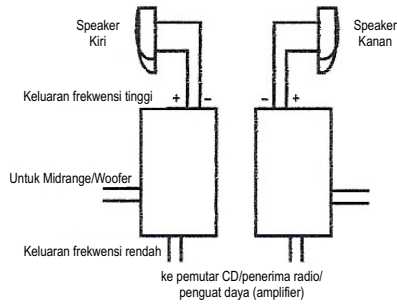 Speaker
Kiri
Speaker
Kanan
Keluaran frekwensi tinggi
+ -
- +
Untuk Midrange/Woofer
Keluaran frekwensi rendah
ke pemutar CD/penerima radio/
penguat daya (amplifier)